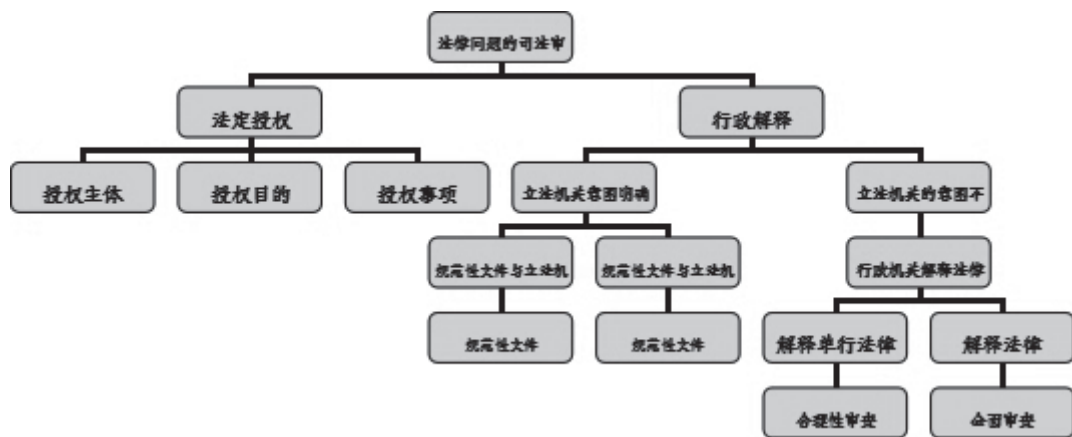 法律问题的司法审
法定授权
行政解释
授权主体
授权目的
授权事项
立法机关意图明确
立法机关的意图不
规范性文件与立法机
规范性文件与立法机
行政机关解释法律
规范性文件
规范性文件
解释单行法律
解释法律
合理性审查
全面审查